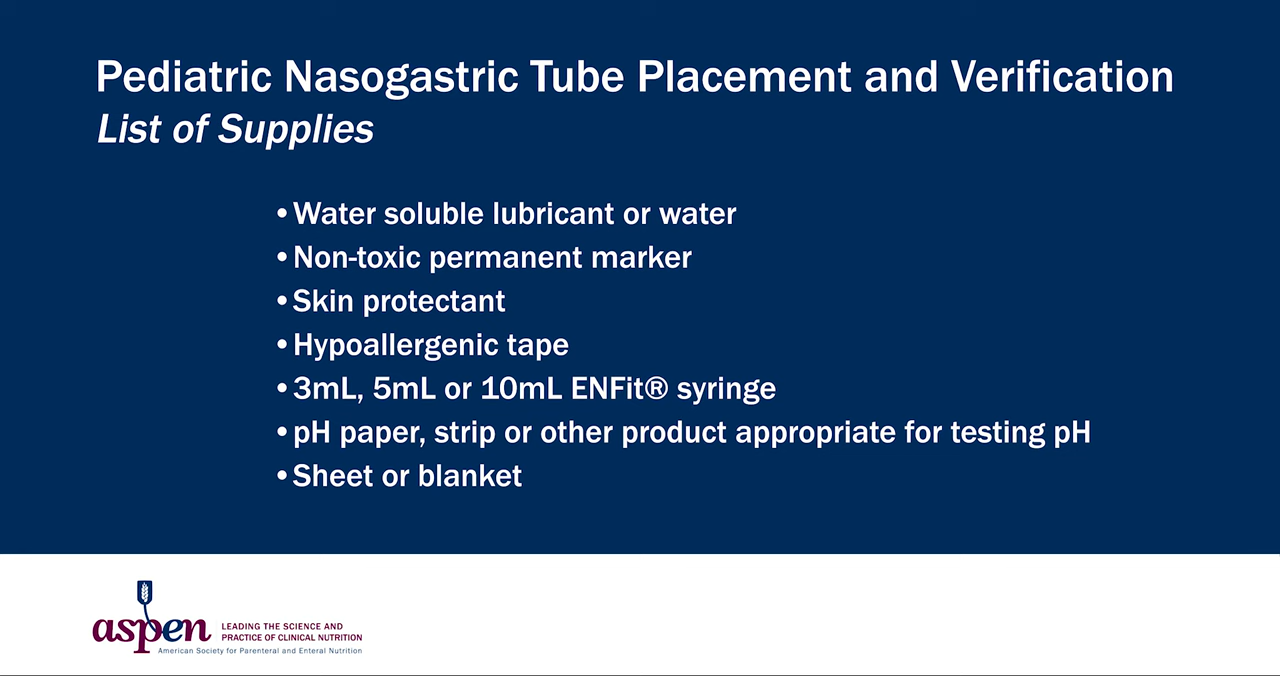 Pediatric Nasogastric Tube Placement and Verification
List of Supplies
•Water soluble lubricant or water
•Non-toxic permanent marker
•Skin protectant
•Hypoallergenic tape
•3mL, 5mL or 10mL ENFit® syringe
•pH paper, strip or other product appropriate for testing pH
•Sheet or blanket
aspen
LEADING THE SCIENCE AND
PRACTICE OF CLINICAL NUTRITION
American Society for Parenteral and Enteral Nutrition